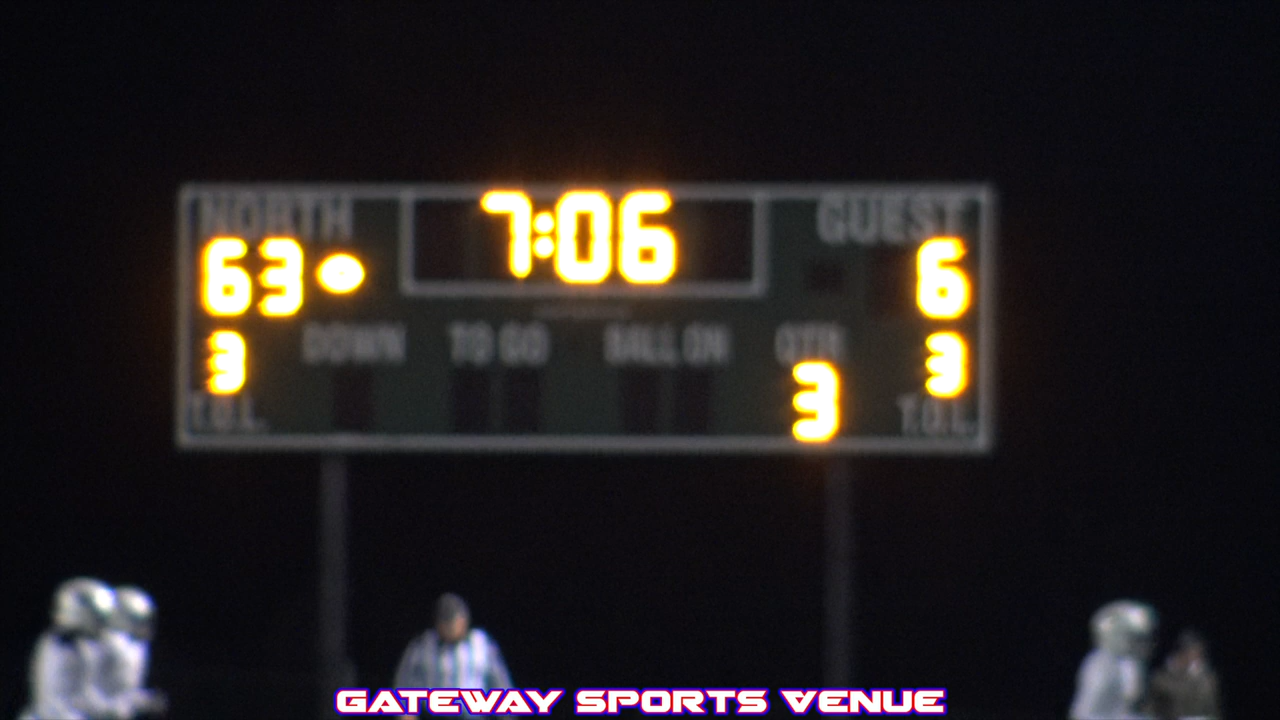 NORTH 7:06 GUEST
63 6
DOWN TO GO BALL ON QTR
3 3 3
T.O.L. T.O.L.
GATEWAY SPORTS VENUE